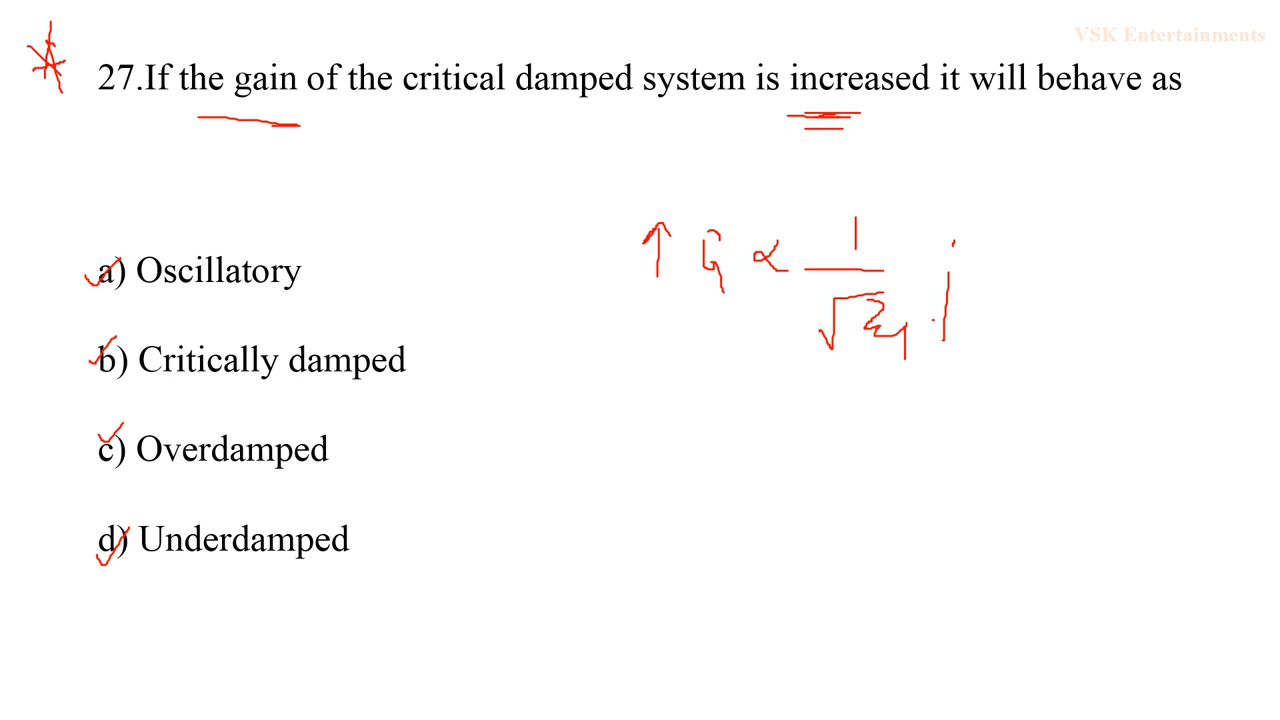 VSK Entertainments
27.If the gain of the critical damped system is increased it will behave as
↑ G ∝ 1/√ξ
a) Oscillatory
b) Critically damped
c) Overdamped
d) Underdamped